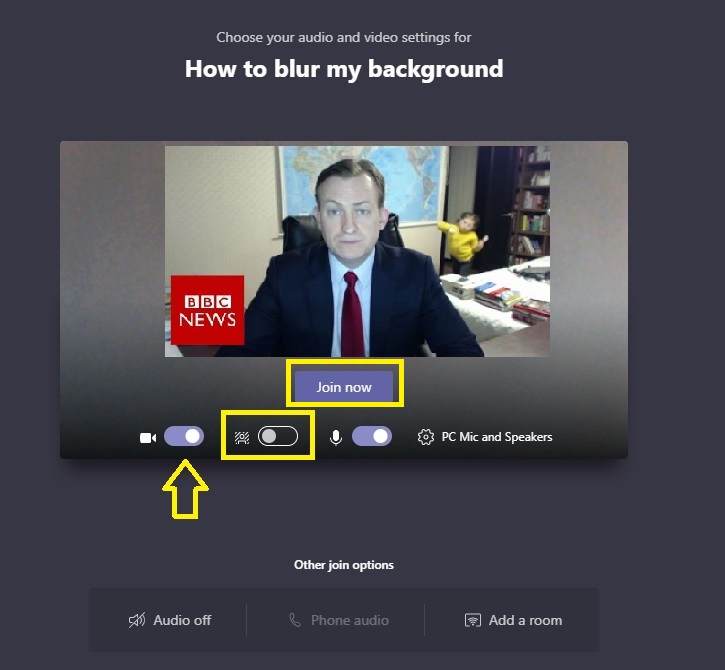 Choose your audio and video settings for
How to blur my background
BBC
NEWS
Join now
PC Mic and Speakers
Other join options
Audio off
Phone audio
Add a room